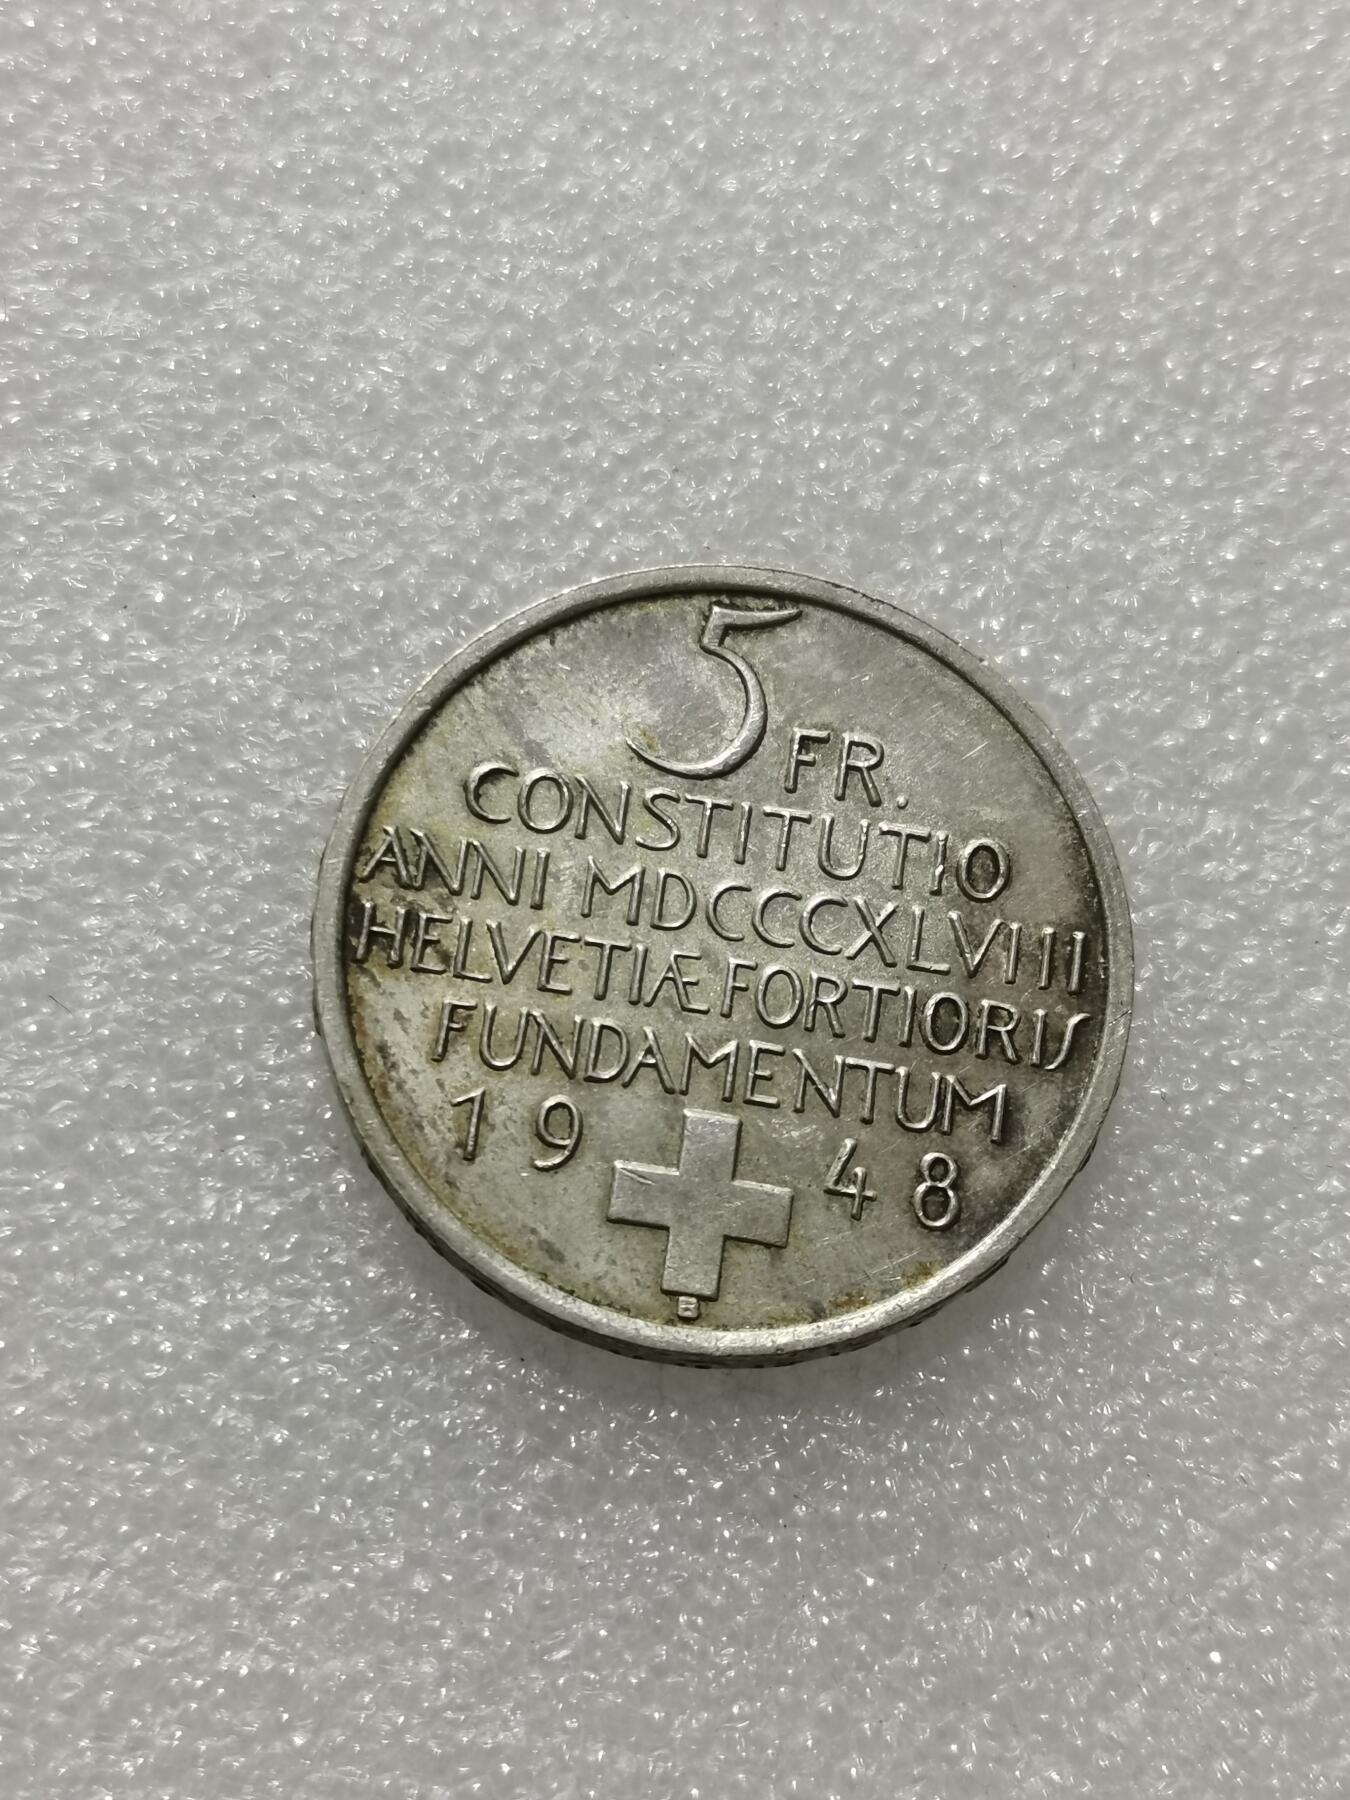 5 FR.
CONSTITUTIO
ANNI MDCCCXLVIII
HELVETIÆ FORTIORIS
FUNDAMENTUM
19 48
B